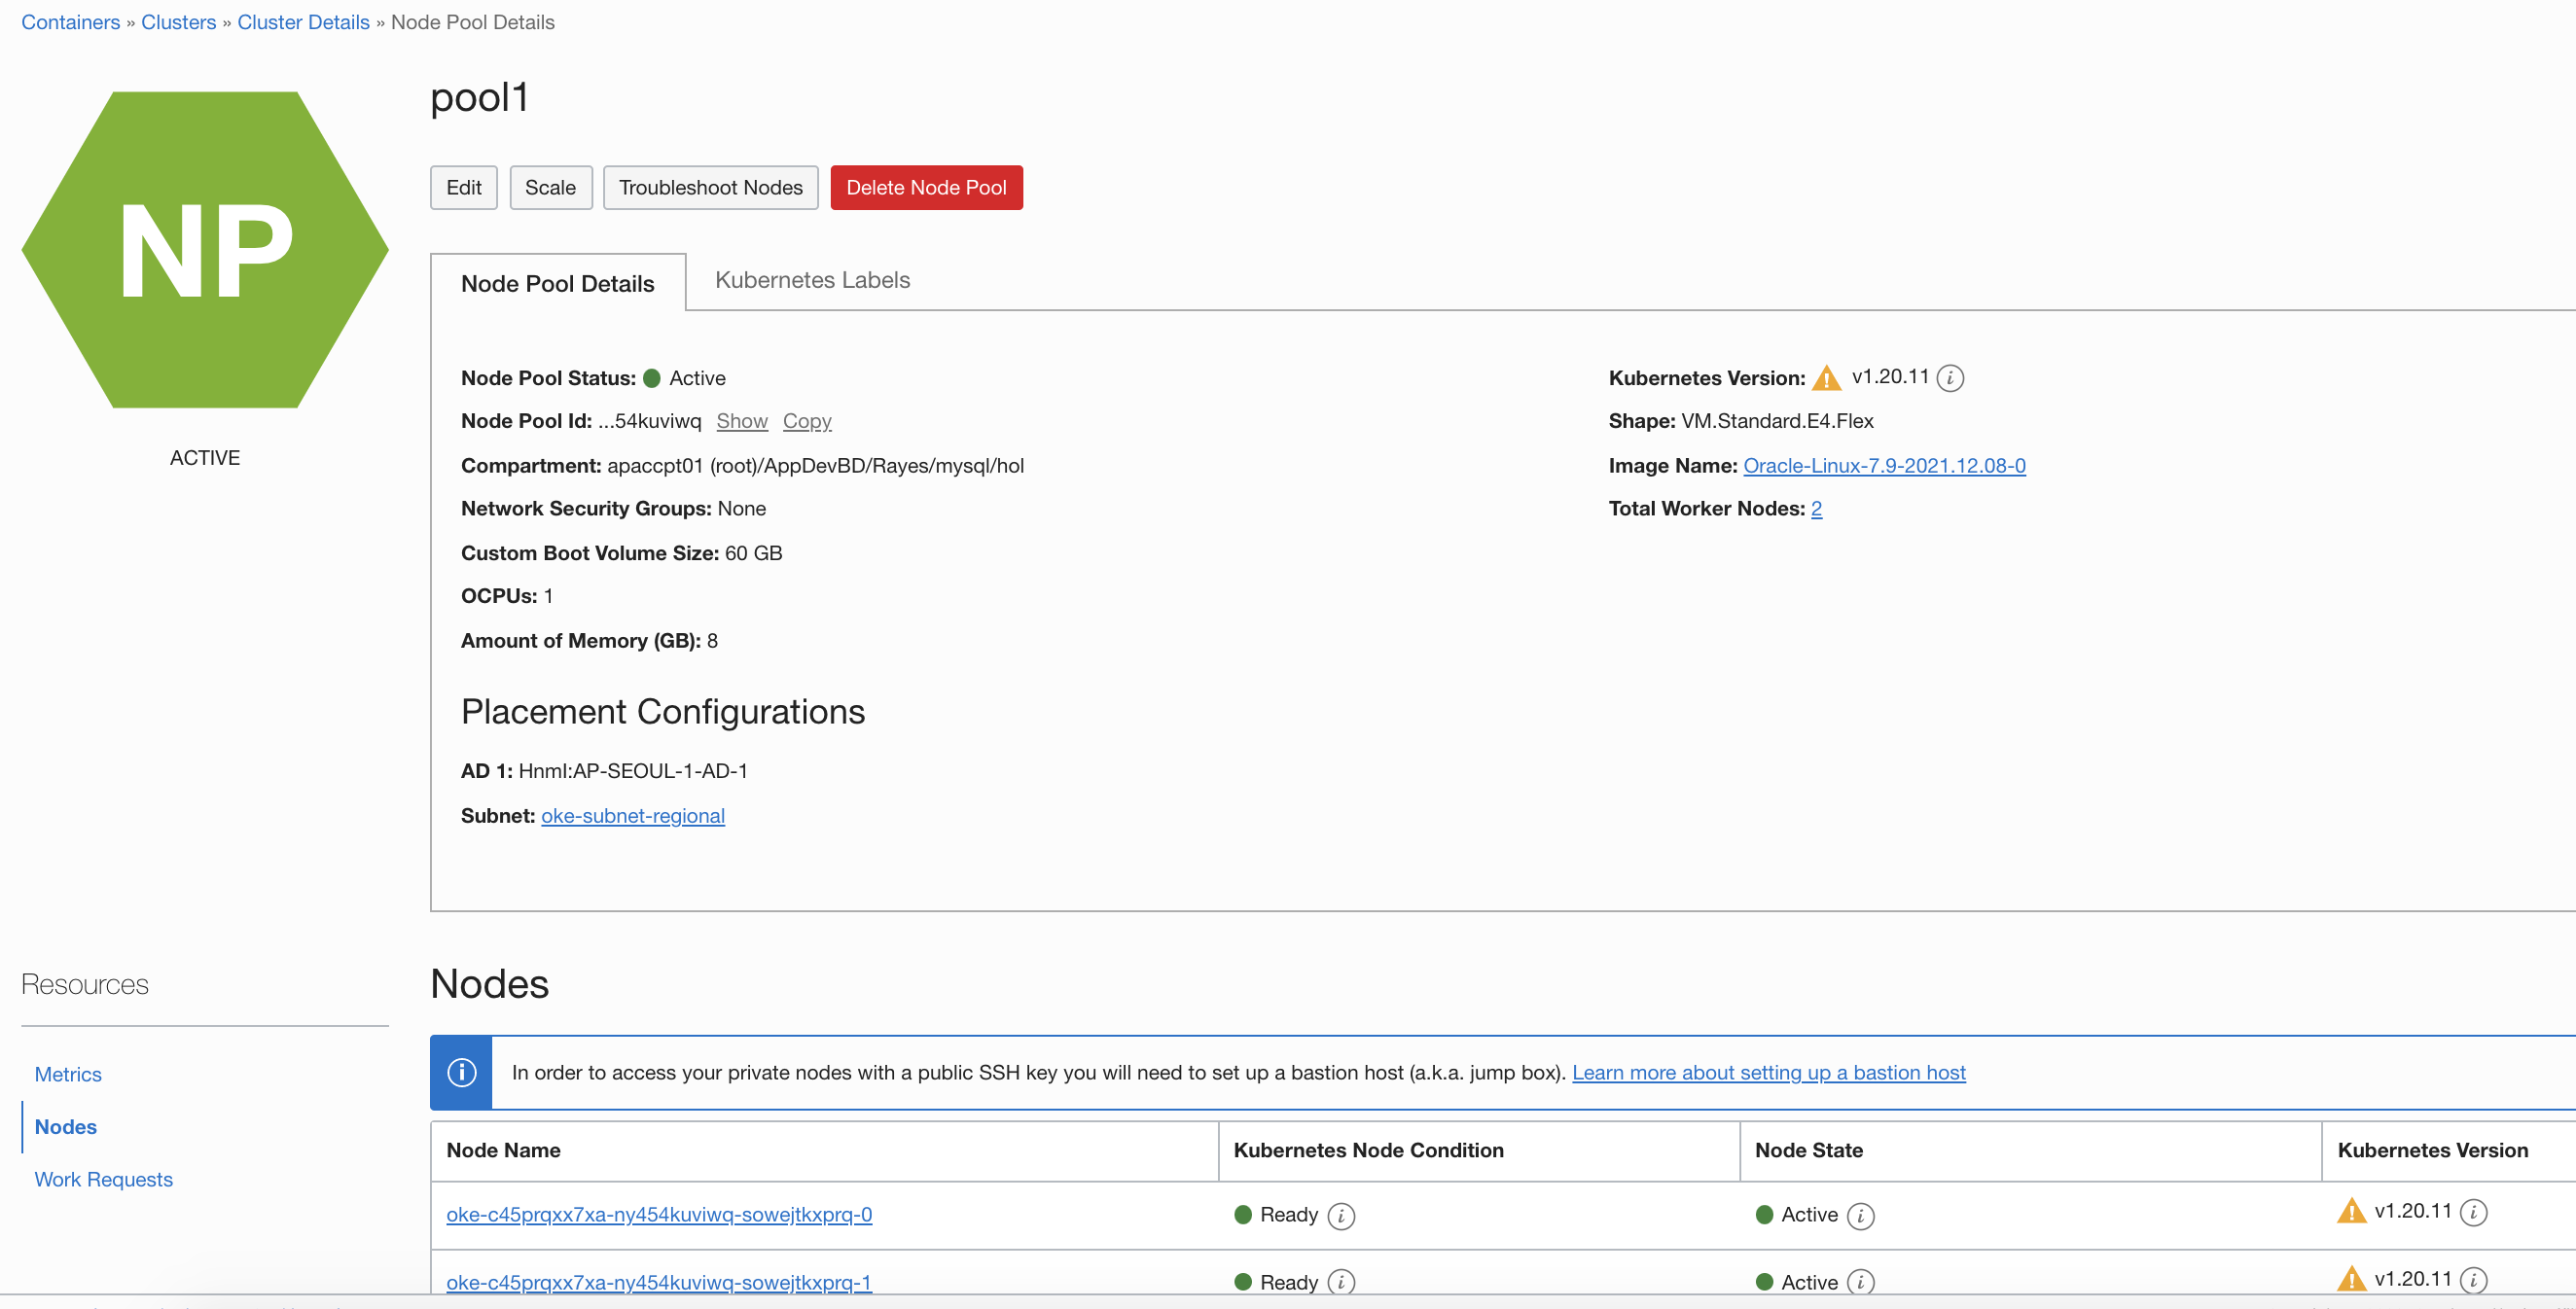 Containers » Clusters » Cluster Details » Node Pool Details
NP
ACTIVE
pool1
Edit Scale Troubleshoot Nodes Delete Node Pool
Node Pool Details Kubernetes Labels
Node Pool Status: Active
Node Pool Id: ...54kuviwq Show Copy
Compartment: apaccpt01 (root)/AppDevBD/Rayes/mysql/hol
Network Security Groups: None
Custom Boot Volume Size: 60 GB
OCPUs: 1
Amount of Memory (GB): 8
Kubernetes Version: v1.20.11
Shape: VM.Standard.E4.Flex
Image Name: Oracle-Linux-7.9-2021.12.08-0
Total Worker Nodes: 2
Placement Configurations
AD 1: HnmI:AP-SEOUL-1-AD-1
Subnet: oke-subnet-regional
Resources
Metrics
Nodes
Work Requests
Nodes
In order to access your private nodes with a public SSH key you will need to set up a bastion host (a.k.a. jump box). Learn more about setting up a bastion host
Node Name Kubernetes Node Condition Node State Kubernetes Version
oke-c45prqxx7xa-ny454kuviwq-sowejtkxprq-0 Ready Active v1.20.11
oke-c45prqxx7xa-ny454kuviwq-sowejtkxprq-1 Ready Active v1.20.11